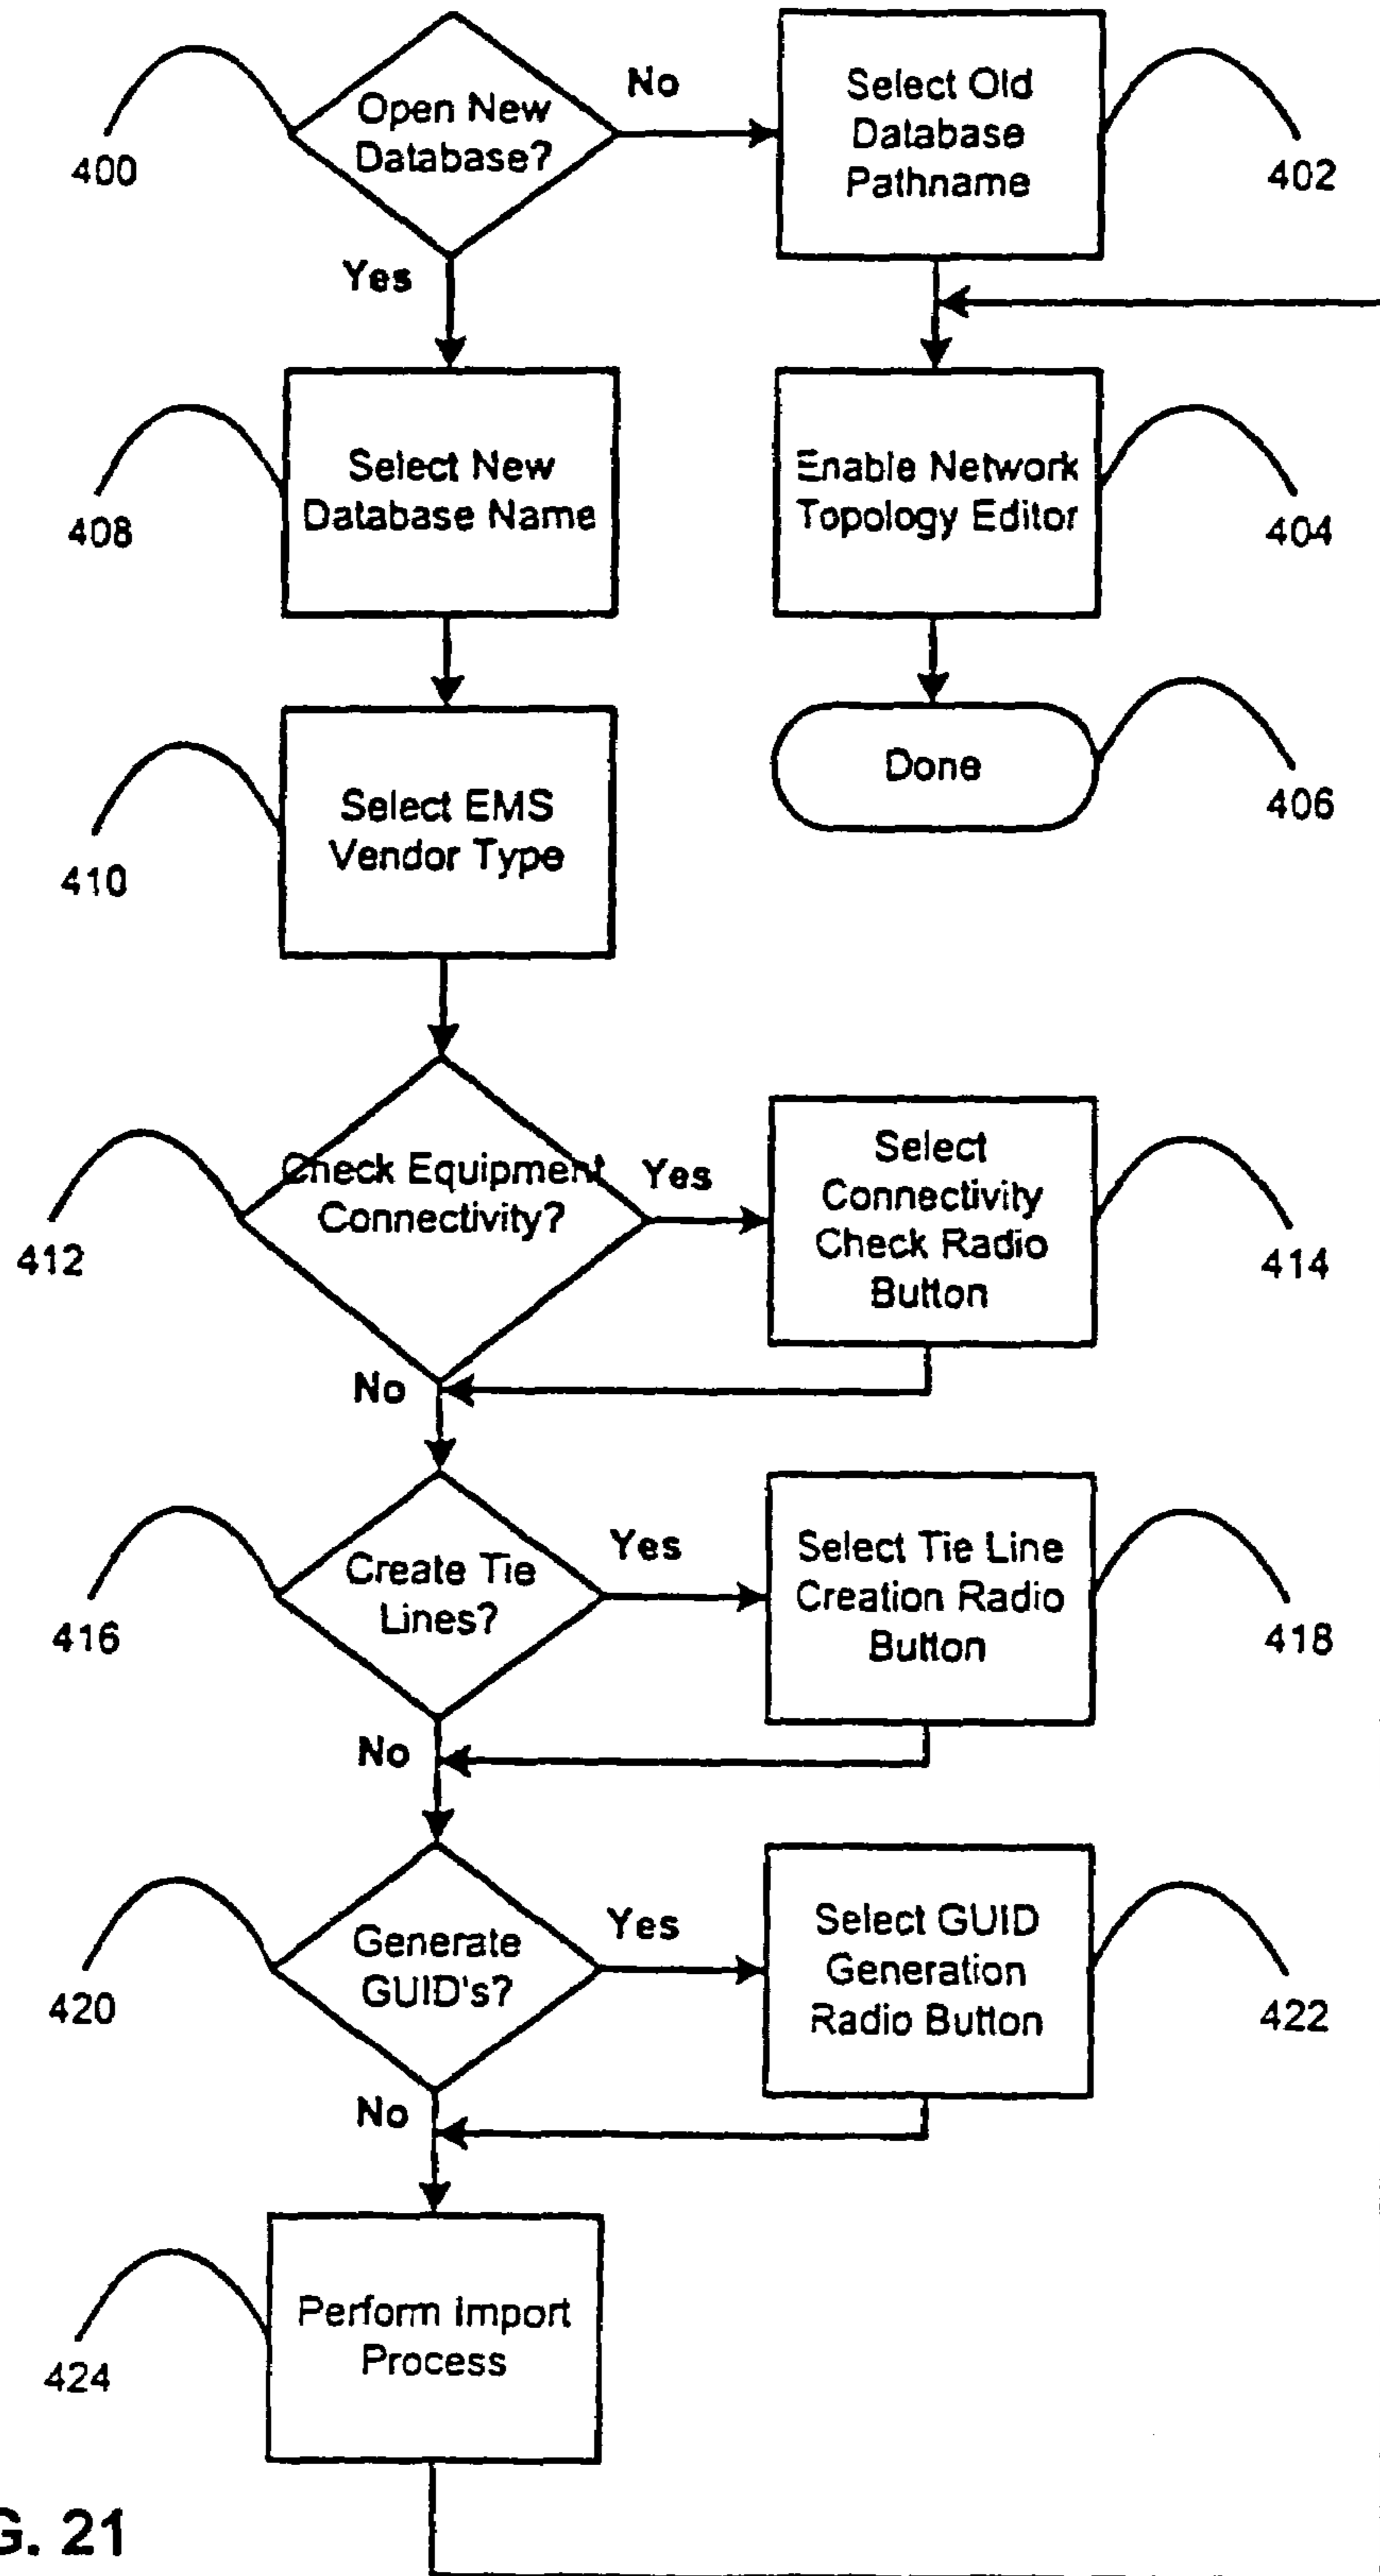 Open New
Database?
No
Select Old
Database
Pathname
400
402
Yes
Select New
Database Name
Enable Network
Topology Editor
408
404
Select EMS
Vendor Type
Done
410
406
Check Equipment
Connectivity?
Yes
Select
Connectivity
Check Radio
Button
412
414
No
Create Tie
Lines?
Yes
Select Tie Line
Creation Radio
Button
416
418
No
Generate
GUID's?
Yes
Select GUID
Generation
Radio Button
420
422
No
Perform Import
Process
424
G. 21